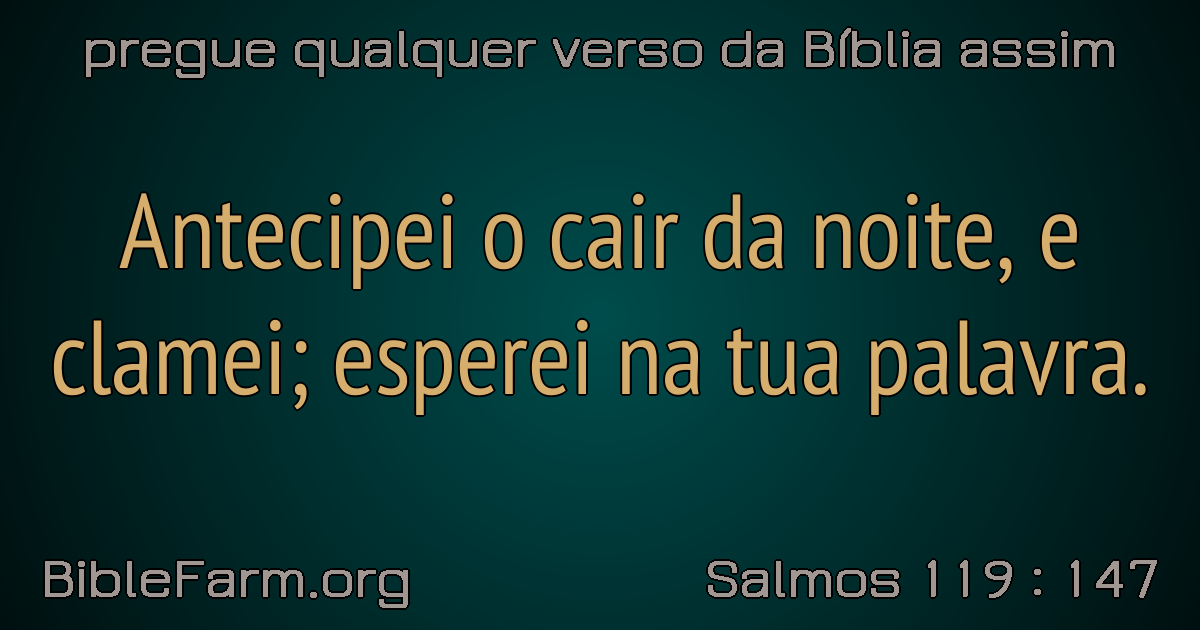 pregue qualquer verso da Bíblia assim
Antecipei o cair da noite, e
clamei; esperei na tua palavra.
BibleFarm.org
Salmos 119 : 147